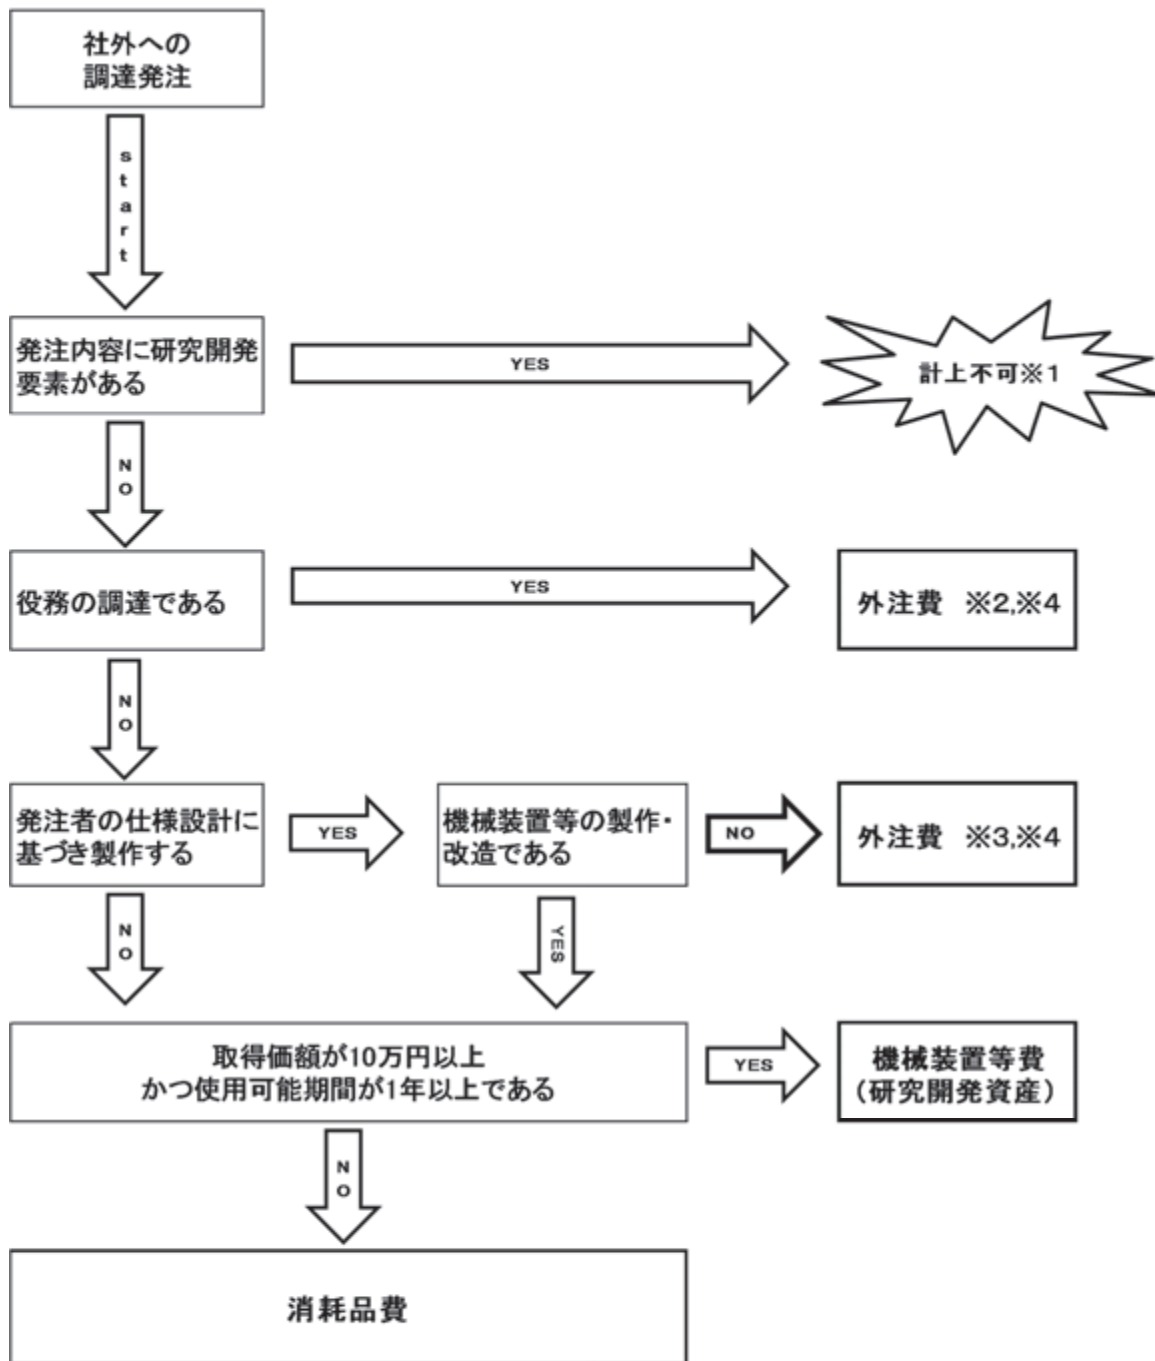 社外への
調達発注
start
発注内容に研究開発
要素がある
YES
計上不可※1
NO
役務の調達である
YES
外注費 ※2,※4
NO
発注者の仕様設計に
基づき製作する
YES
機械装置等の製作・
改造である
NO
外注費 ※3,※4
NO
YES
取得価額が10万円以上
かつ使用可能期間が1年以上である
YES
機械装置等費
(研究開発資産)
NO
消耗品費